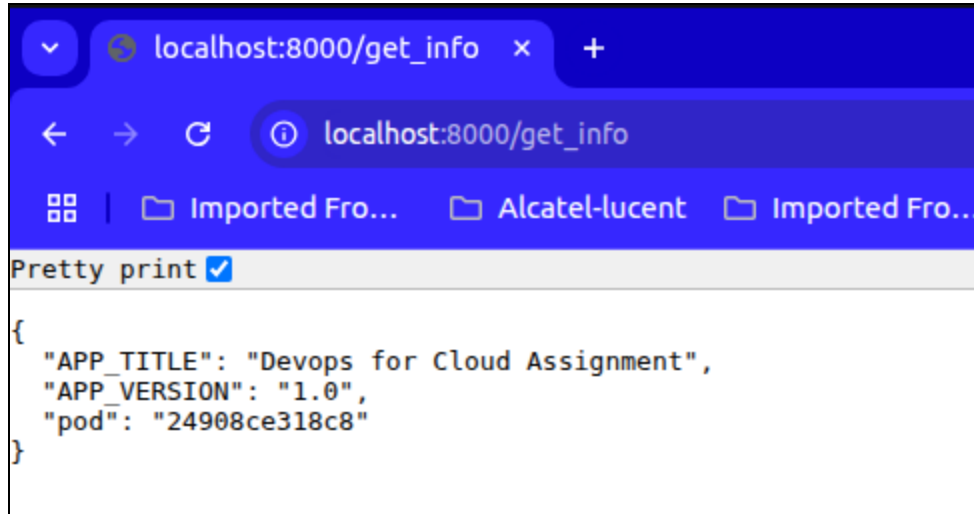 localhost:8000/get_info
localhost:8000/get_info
Imported Fro... Alcatel-lucent Imported Fro...
Pretty print
{
  "APP_TITLE": "Devops for Cloud Assignment",
  "APP_VERSION": "1.0",
  "pod": "24908ce318c8"
}